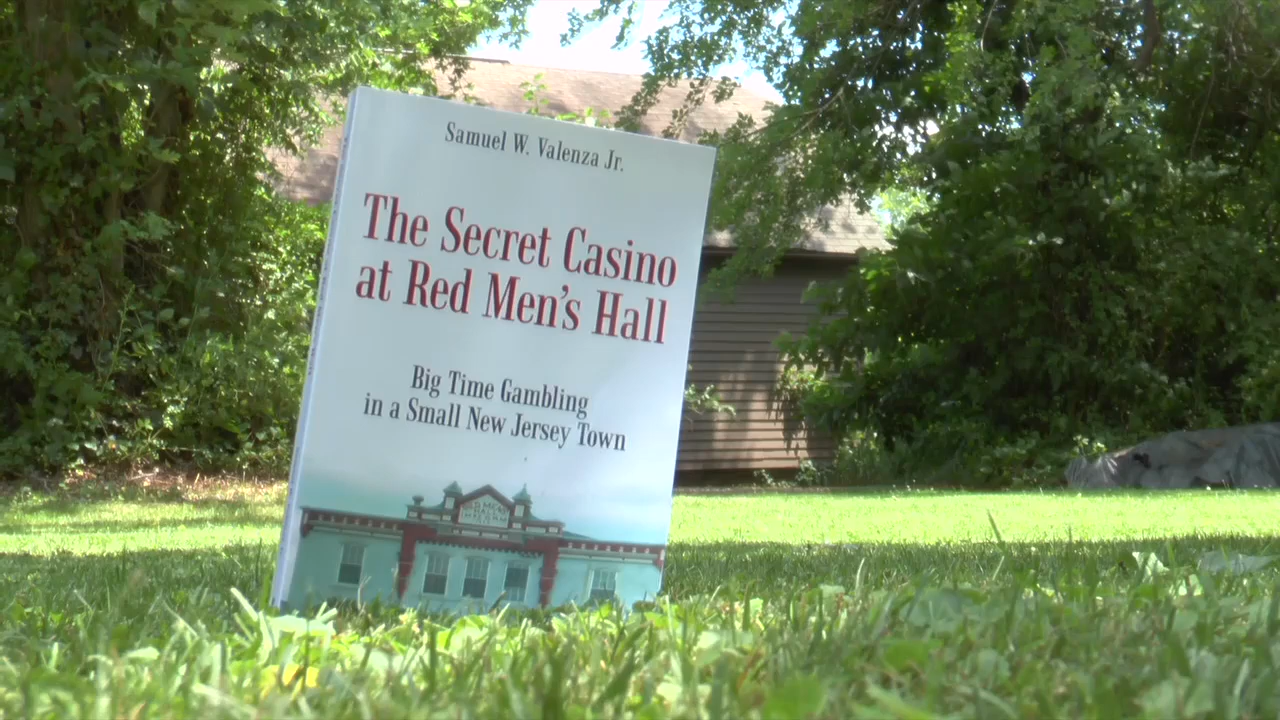 Samuel W. Valenza Jr.
The Secret Casino
at Red Men's Hall
Big Time Gambling
in a Small New Jersey Town